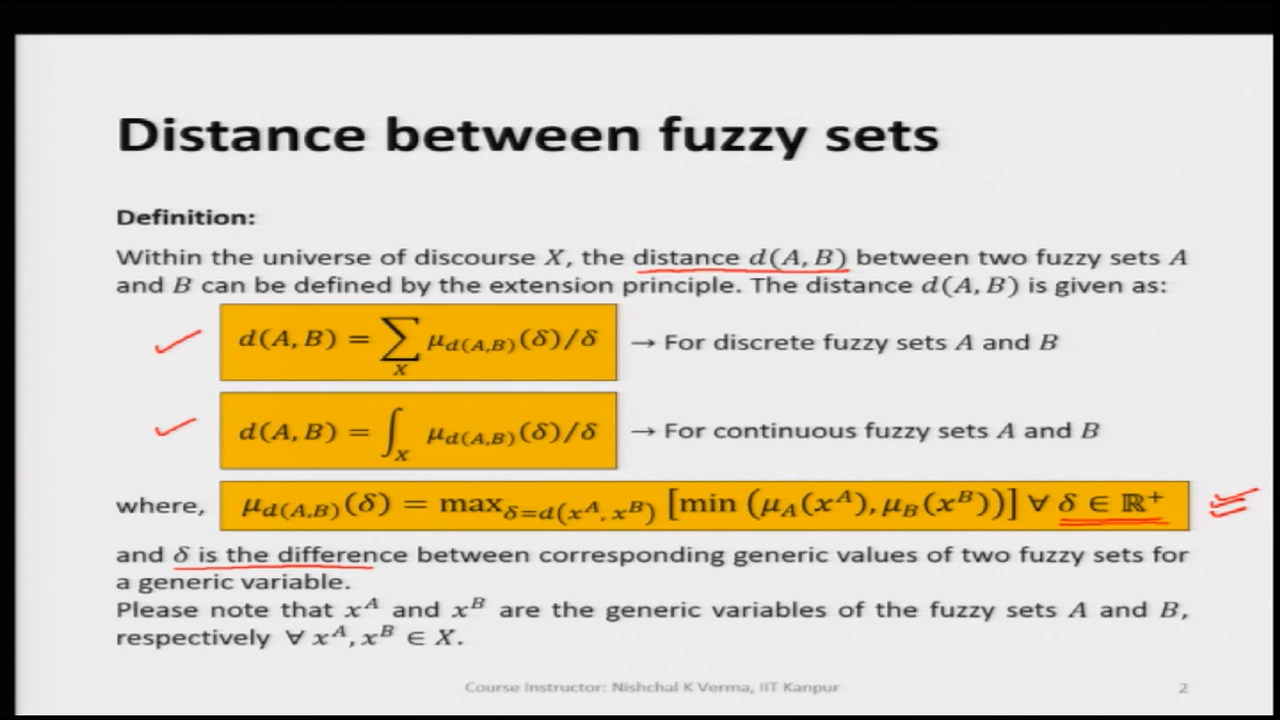 Distance between fuzzy sets
Definition:
Within the universe of discourse X, the distance d(A, B) between two fuzzy sets A
and B can be defined by the extension principle. The distance d(A, B) is given as:
d(A, B) = ∑_X μ_d(A,B)(δ)/δ → For discrete fuzzy sets A and B
d(A, B) = ∫_X μ_d(A,B)(δ)/δ → For continuous fuzzy sets A and B
where, μ_d(A,B)(δ) = max_δ=d(x^A, x^B) [min (μ_A(x^A), μ_B(x^B))] ∀ δ ∈ ℝ^+
and δ is the difference between corresponding generic values of two fuzzy sets for
a generic variable.
Please note that x^A and x^B are the generic variables of the fuzzy sets A and B,
respectively ∀ x^A, x^B ∈ X.
Course Instructor: Nishchal K Verma, IIT Kanpur 2